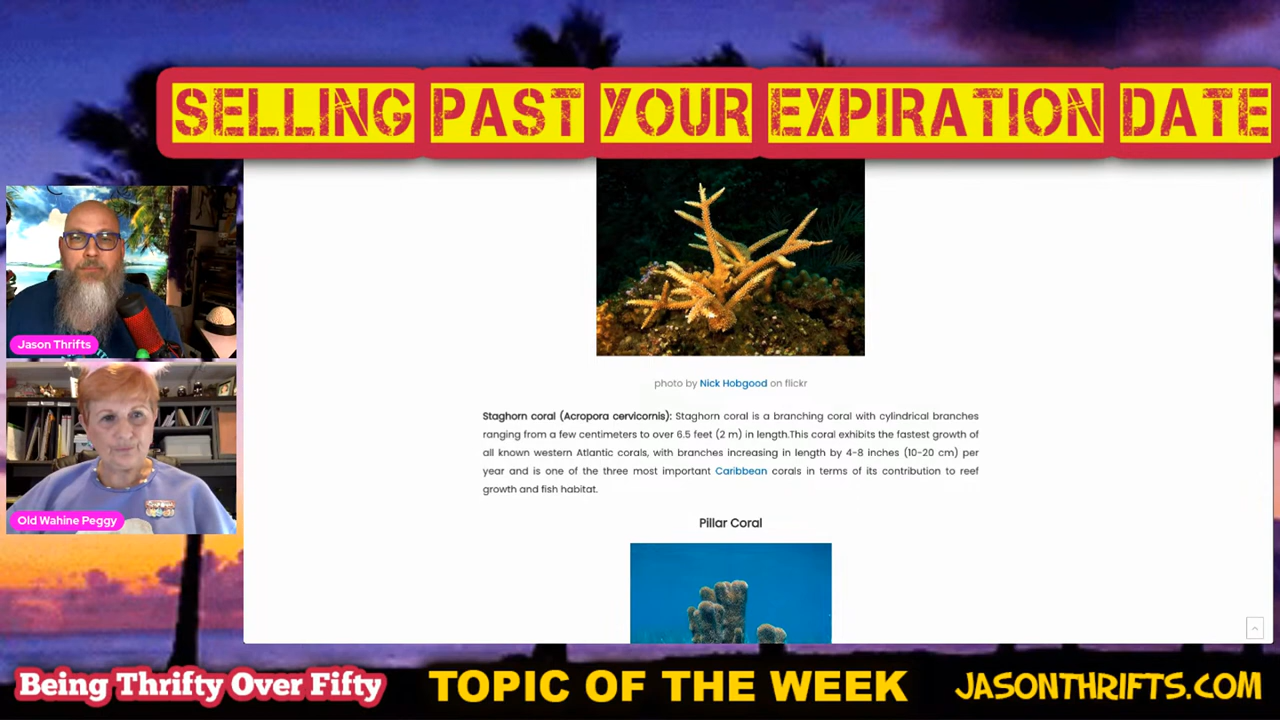 SELLING PAST YOUR EXPIRATION DATE
Jason Thrifts
Old Wahine Peggy
photo by Nick Hobgood on flickr
Staghorn coral (Acropora cervicornis): Staghorn coral is a branching coral with cylindrical branches
ranging from a few centimeters to over 6.5 feet (2 m) in length.This coral exhibits the fastest growth of
all known western Atlantic corals, with branches increasing in length by 4-8 inches (10-20 cm) per
year and is one of the three most important Caribbean corals in terms of its contribution to reef
growth and fish habitat.
Pillar Coral
Being Thrifty Over Fifty
TOPIC OF THE WEEK
JASONTHRIFTS.COM